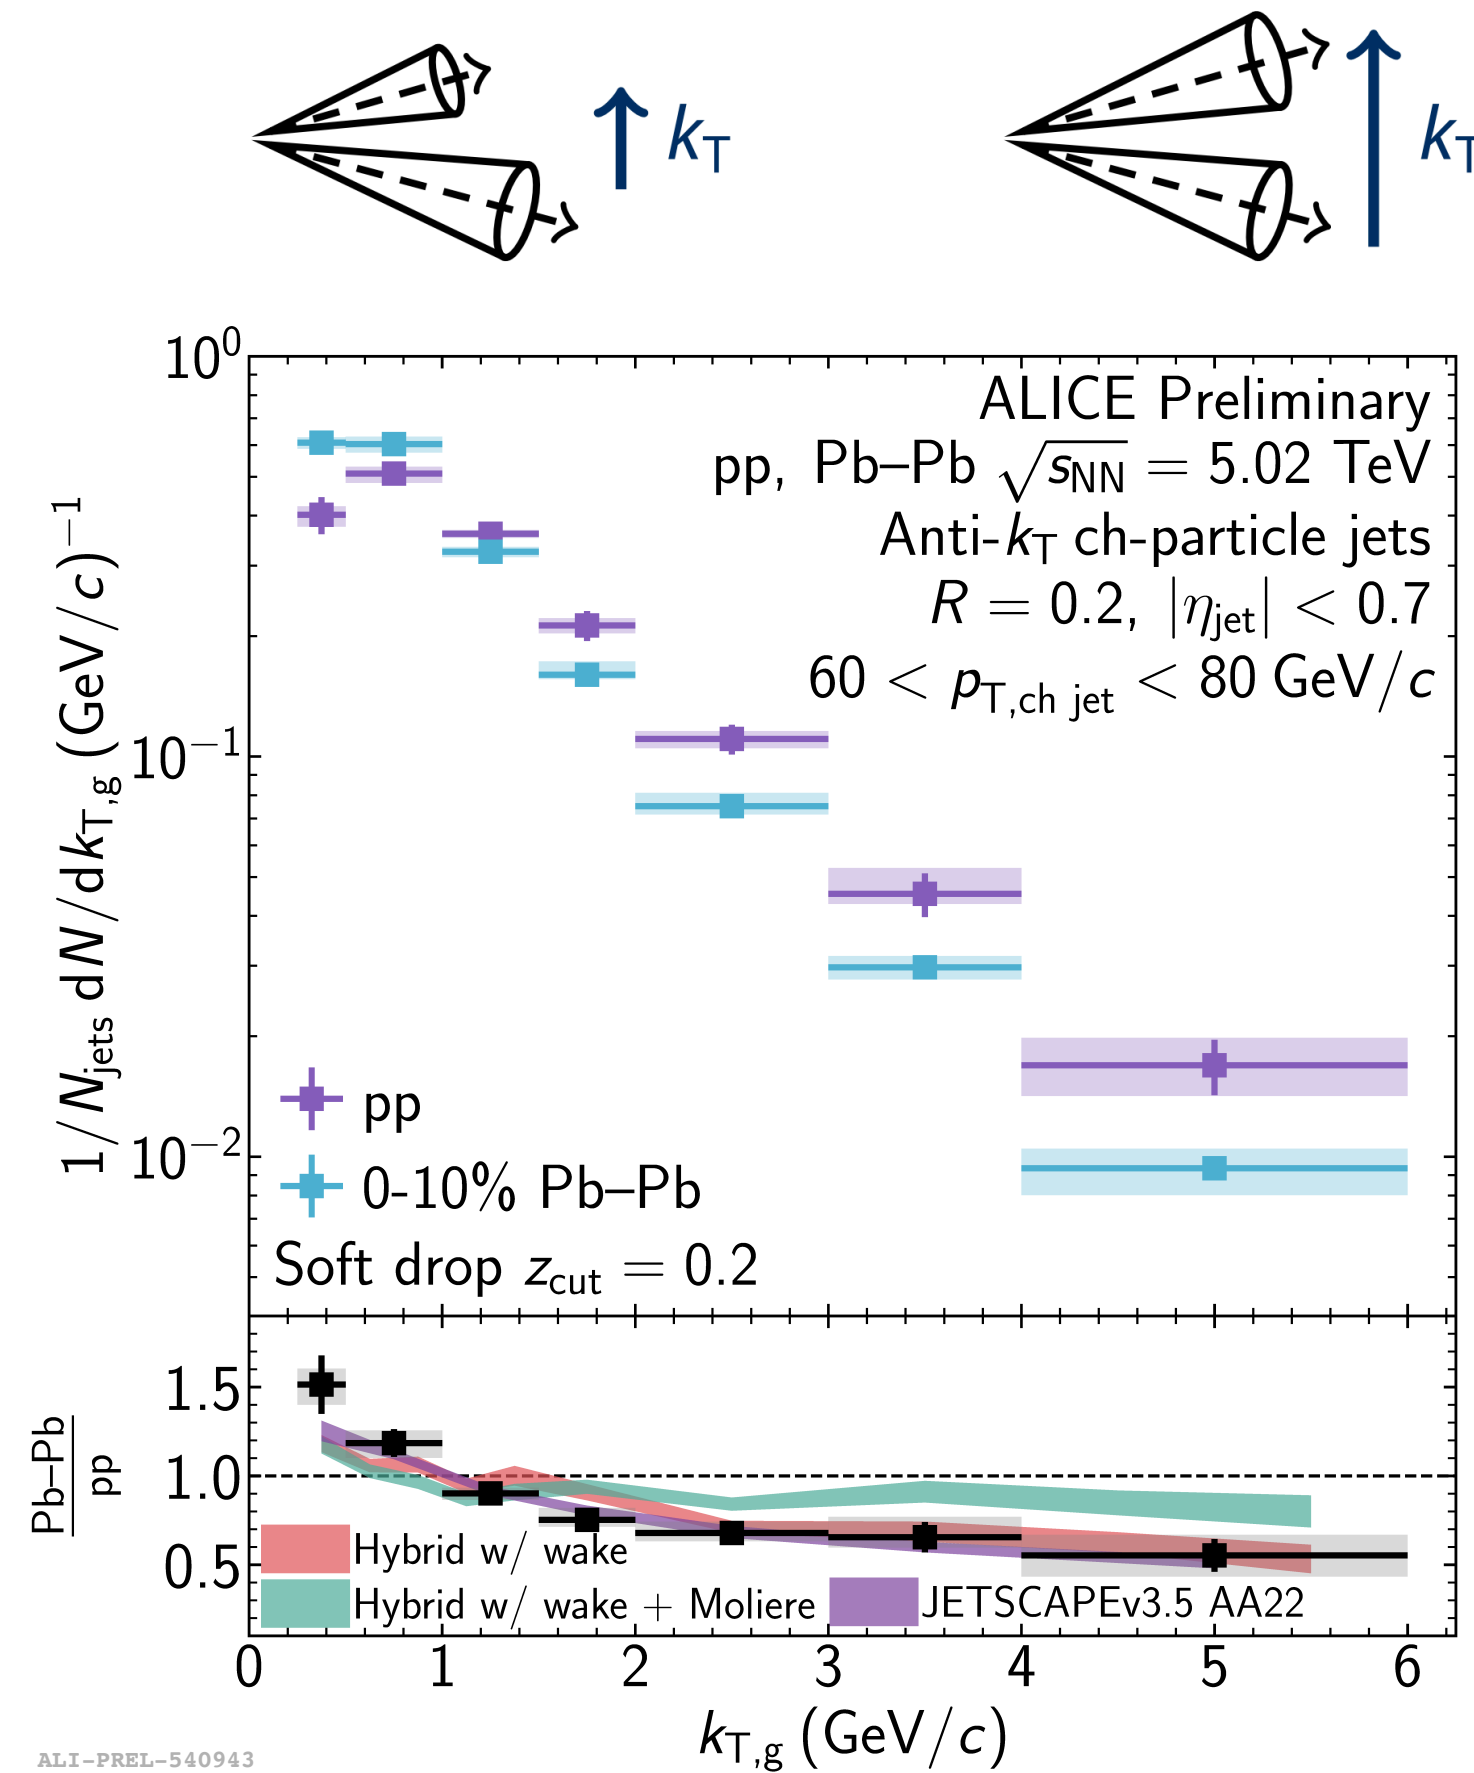 k_T
k_T
10^0
10^−1
10^−2
1/N_jets dN/dk_T,g (GeV/c)^−1
ALICE Preliminary
pp, Pb–Pb √s_NN = 5.02 TeV
Anti-k_T ch-particle jets
R = 0.2, |η_jet| < 0.7
60 < p_T,ch jet < 80 GeV/c
pp
0-10% Pb–Pb
Soft drop z_cut = 0.2
Pb–Pb
pp
1.5
1.0
0.5
Hybrid w/ wake
Hybrid w/ wake + Moliere
JETSCAPEv3.5 AA22
0 1 2 3 4 5 6
k_T,g (GeV/c)
ALI-PREL-540943